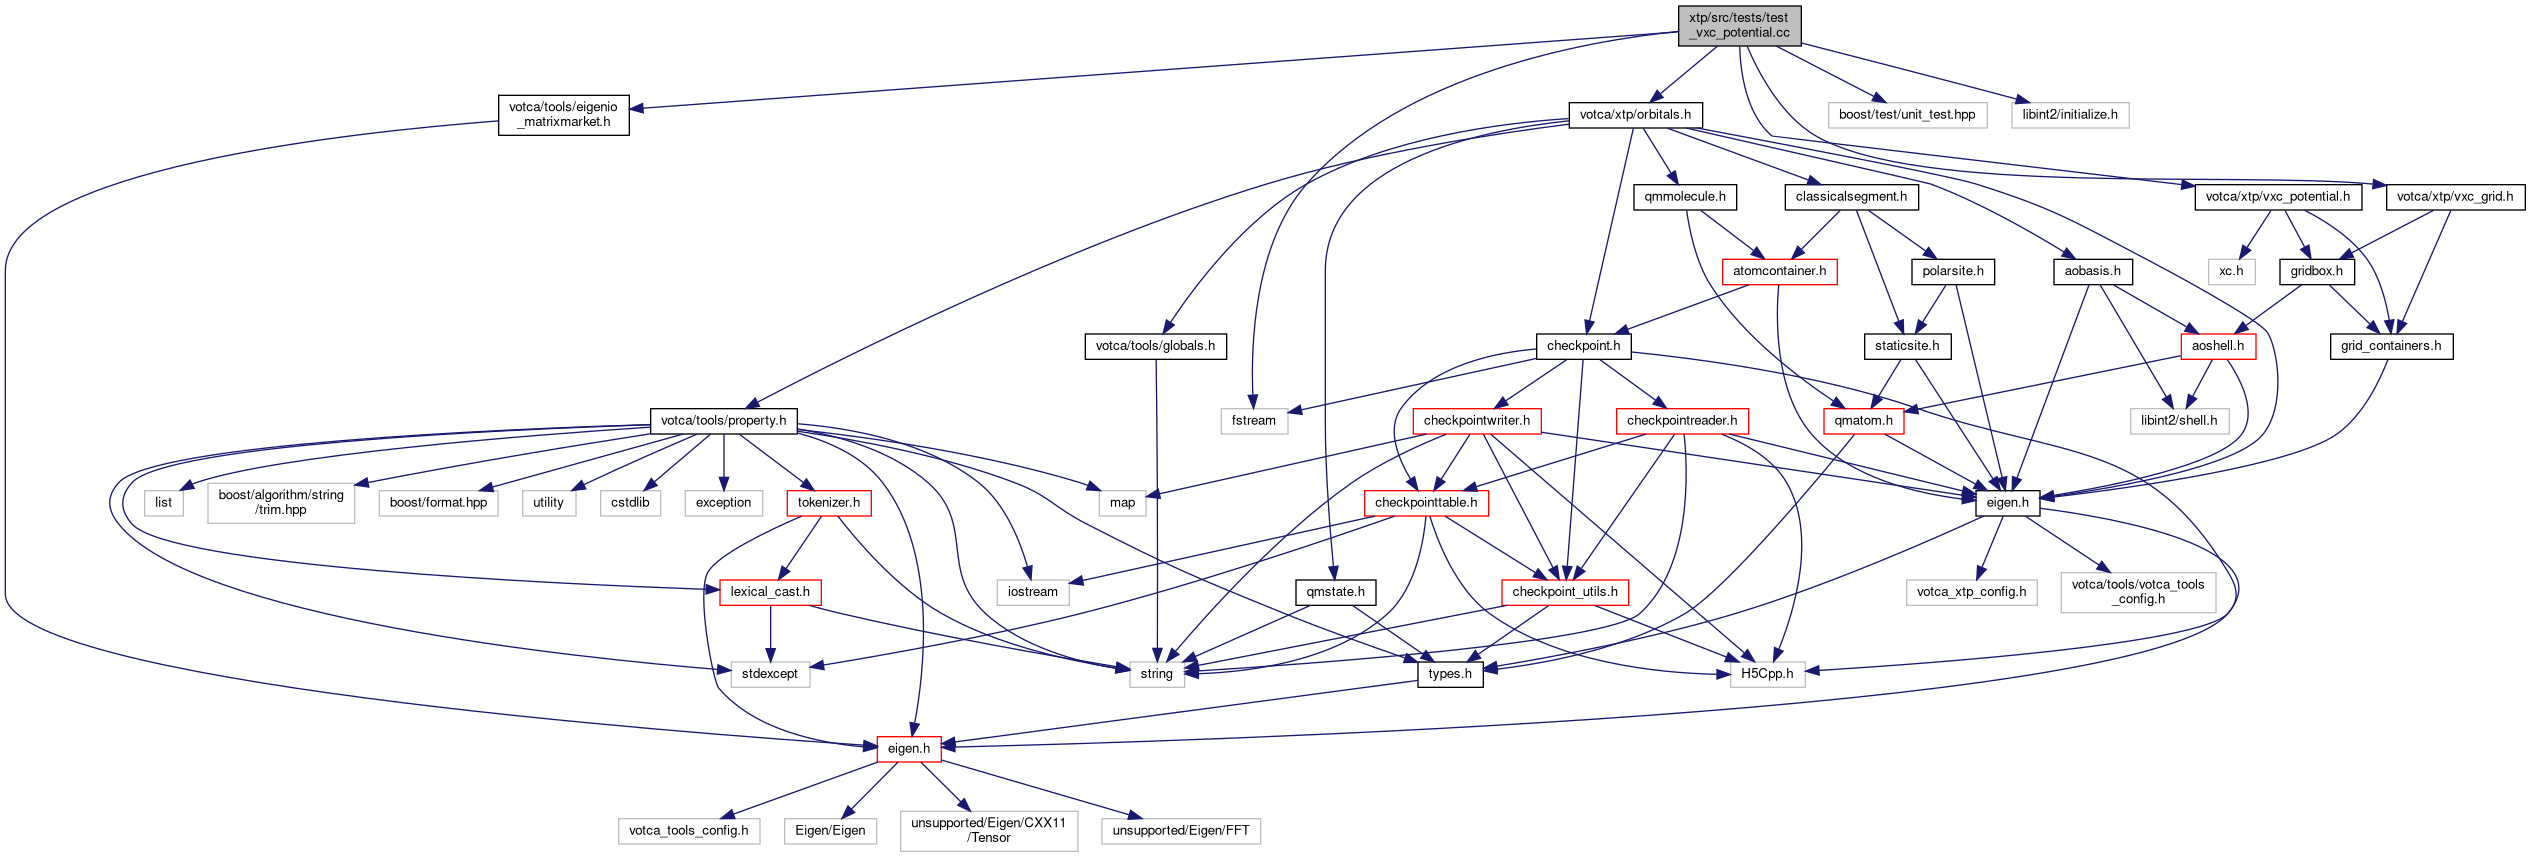 xtp/src/tests/test
_vxc_potential.cc
votca/tools/eigenio
_matrixmarket.h
votca/xtp/orbitals.h
boost/test/unit_test.hpp
libint2/initialize.h
qmmolecule.h
classicalsegment.h
votca/xtp/vxc_potential.h
votca/xtp/vxc_grid.h
atomcontainer.h
polarsite.h
aobasis.h
xc.h
gridbox.h
votca/tools/globals.h
checkpoint.h
staticsite.h
aoshell.h
grid_containers.h
votca/tools/property.h
fstream
checkpointwriter.h
checkpointreader.h
qmatom.h
libint2/shell.h
list
boost/algorithm/string
/trim.hpp
boost/format.hpp
utility
cstdlib
exception
tokenizer.h
map
checkpointtable.h
eigen.h
lexical_cast.h
iostream
qmstate.h
checkpoint_utils.h
votca_xtp_config.h
votca/tools/votca_tools
_config.h
stdexcept
string
types.h
H5Cpp.h
eigen.h
votca_tools_config.h
Eigen/Eigen
unsupported/Eigen/CXX11
/Tensor
unsupported/Eigen/FFT